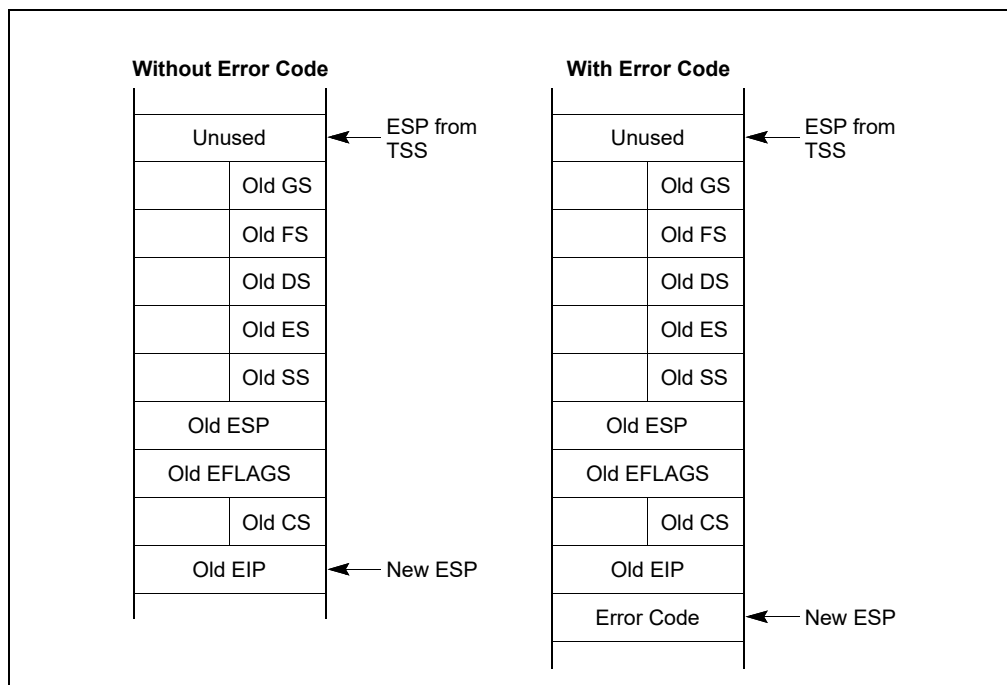 Without Error Code
Unused
ESP from
TSS
Old GS
Old FS
Old DS
Old ES
Old SS
Old ESP
Old EFLAGS
Old CS
Old EIP
New ESP
With Error Code
Unused
ESP from
TSS
Old GS
Old FS
Old DS
Old ES
Old SS
Old ESP
Old EFLAGS
Old CS
Old EIP
Error Code
New ESP